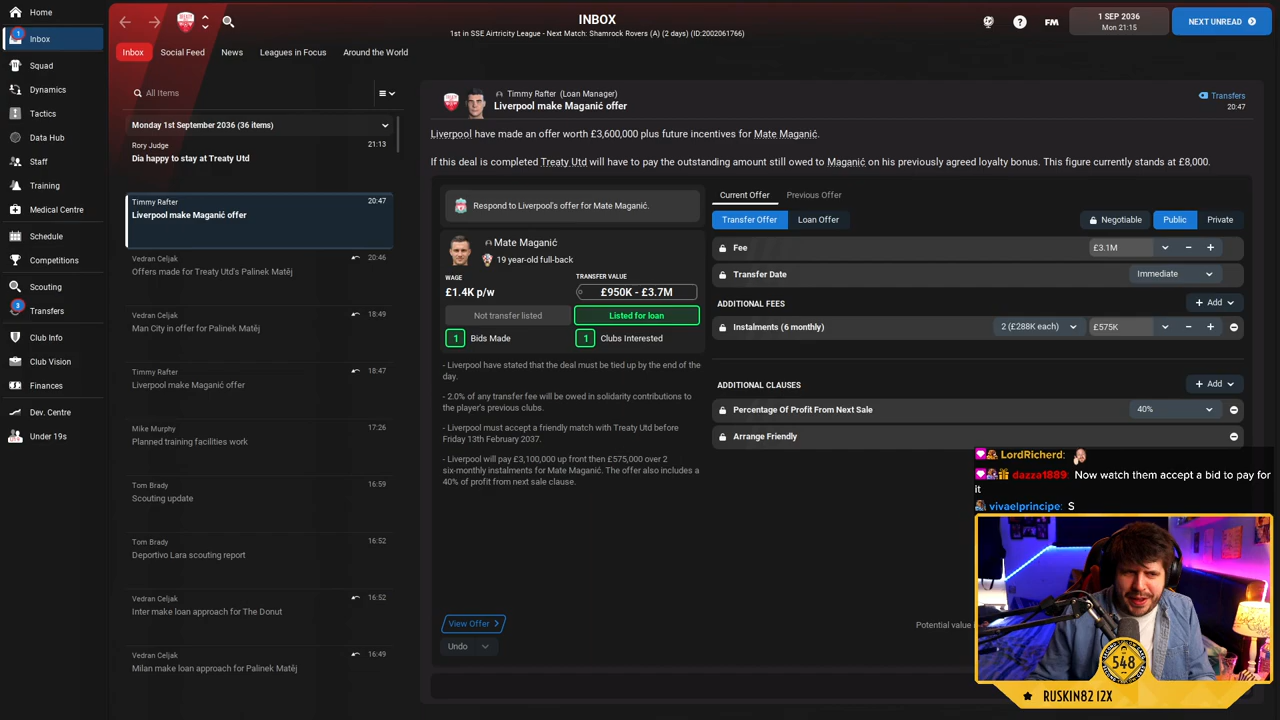 Home
Inbox
1
Squad
Dynamics
Tactics
Data Hub
Staff
Training
Medical Centre
Schedule
Competitions
Scouting
Transfers
3
Club Info
Club Vision
Finances
Dev. Centre
Under 19s
INBOX
1st in SSE Airtricity League - Next Match: Shamrock Rovers (A) (2 days) (ID:2002061766)
FM
1 SEP 2036
Mon 21:15
NEXT UNREAD
Inbox
Social Feed
News
Leagues in Focus
Around the World
All Items
Monday 1st September 2036 (36 items)
Rory Judge
21:13
Dia happy to stay at Treaty Utd
Timmy Rafter
20:47
Liverpool make Maganić offer
Vedran Celjak
20:46
Offers made for Treaty Utd's Palinek Matěj
Vedran Celjak
18:49
Man City in offer for Palinek Matěj
Timmy Rafter
18:47
Liverpool make Maganić offer
Mike Murphy
17:26
Planned training facilities work
Tom Brady
16:59
Scouting update
Tom Brady
16:52
Deportivo Lara scouting report
Vedran Celjak
16:52
Inter make loan approach for The Donut
Vedran Celjak
16:49
Milan make loan approach for Palinek Matěj
Timmy Rafter (Loan Manager)
Liverpool make Maganić offer
Transfers
20:47
Liverpool have made an offer worth £3,600,000 plus future incentives for Mate Maganić.
If this deal is completed Treaty Utd will have to pay the outstanding amount still owed to Maganić on his previously agreed loyalty bonus. This figure currently stands at £8,000.
Respond to Liverpool's offer for Mate Maganić.
Mate Maganić
19 year-old full-back
WAGE
£1.4K p/w
TRANSFER VALUE
£950K - £3.7M
Not transfer listed
Listed for loan
1 Bids Made
1 Clubs Interested
- Liverpool have stated that the deal must be tied up by the end of the
day.
- 2.0% of any transfer fee will be owed in solidarity contributions to
the player's previous clubs.
- Liverpool must accept a friendly match with Treaty Utd before
Friday 13th February 2037.
- Liverpool will pay £3,100,000 up front then £575,000 over 2
six-monthly instalments for Mate Maganić. The offer also includes a
40% of profit from next sale clause.
View Offer
Undo
Current Offer
Previous Offer
Transfer Offer
Loan Offer
Negotiable
Public
Private
Fee
£3.1M
Transfer Date
Immediate
ADDITIONAL FEES
Add
Instalments (6 monthly)
2 (£288K each)
£575K
ADDITIONAL CLAUSES
Add
Percentage Of Profit From Next Sale
40%
Arrange Friendly
Potential value i
LordRicherd:
dazza1889: Now watch them accept a bid to pay for
it
vivaelprincipe: S
548
RUSKIN82 12X